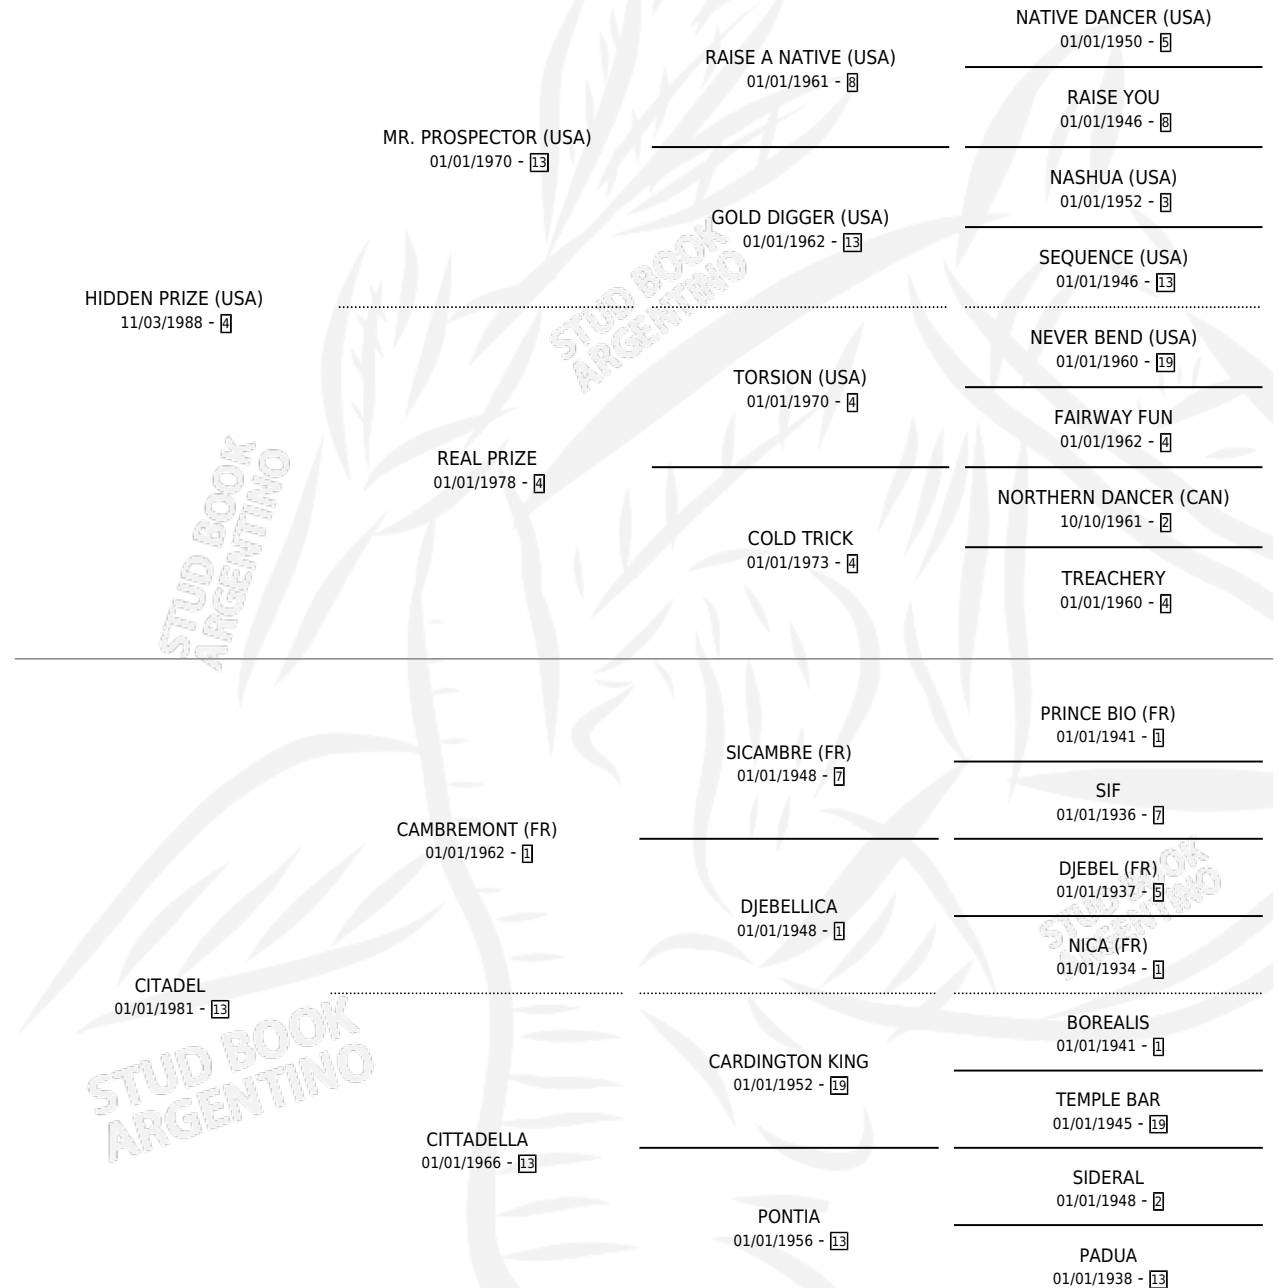 NATIVE DANCER (USA)
01/01/1950 - 5
RAISE A NATIVE (USA)
01/01/1961 - 8
RAISE YOU
01/01/1946 - 8
MR. PROSPECTOR (USA)
01/01/1970 - 13
NASHUA (USA)
01/01/1952 - 3
GOLD DIGGER (USA)
01/01/1962 - 13
SEQUENCE (USA)
01/01/1946 - 13
HIDDEN PRIZE (USA)
11/03/1988 - 4
STUD BOOK
ARGENTINO
NEVER BEND (USA)
01/01/1960 - 19
TORSION (USA)
01/01/1970 - 4
FAIRWAY FUN
01/01/1962 - 4
REAL PRIZE
01/01/1978 - 4
NORTHERN DANCER (CAN)
10/10/1961 - 2
COLD TRICK
01/01/1973 - 4
TREACHERY
01/01/1960 - 4
STUD BOOK
ARGENTINO
PRINCE BIO (FR)
01/01/1941 - 1
SICAMBRE (FR)
01/01/1948 - 7
SIF
01/01/1936 - 7
CAMBREMONT (FR)
01/01/1962 - 1
DJEBEL (FR)
01/01/1937 - 5
DJEBELLICA
01/01/1948 - 1
NICA (FR)
01/01/1934 - 1
STUD BOOK
ARGENTINO
CITADEL
01/01/1981 - 13
BOREALIS
01/01/1941 - 1
CARDINGTON KING
01/01/1952 - 19
TEMPLE BAR
01/01/1945 - 19
STUD BOOK
ARGENTINO
CITTADELLA
01/01/1966 - 13
SIDERAL
01/01/1948 - 2
PONTIA
01/01/1956 - 13
PADUA
01/01/1938 - 13